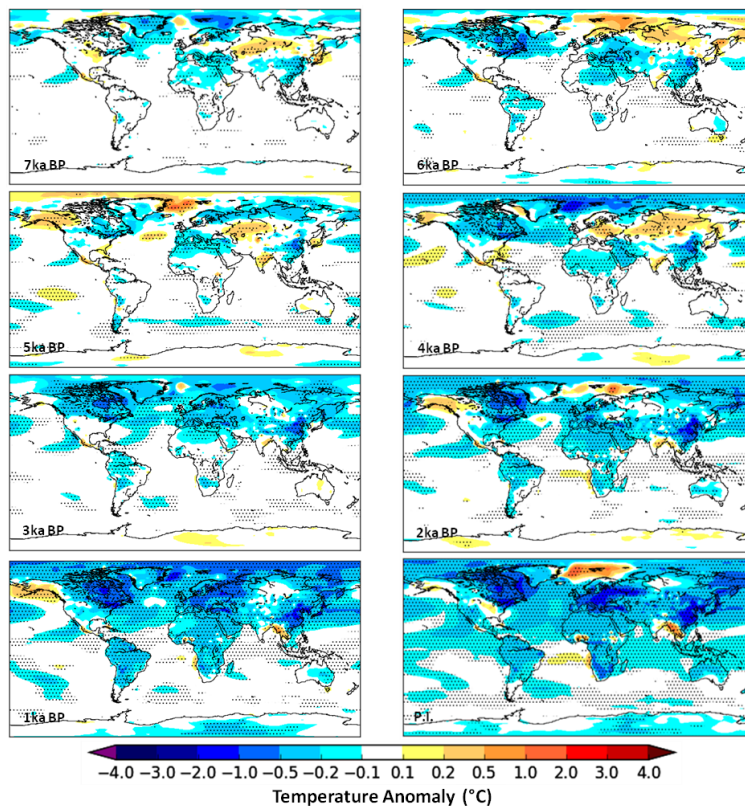 7ka BP
6ka BP
5ka BP
4ka BP
3ka BP
2ka BP
1ka BP
P.I.
−4.0 −3.0 −2.0 −1.0 −0.5 −0.2 −0.1 0.1 0.2 0.5 1.0 2.0 3.0 4.0
Temperature Anomaly (°C)